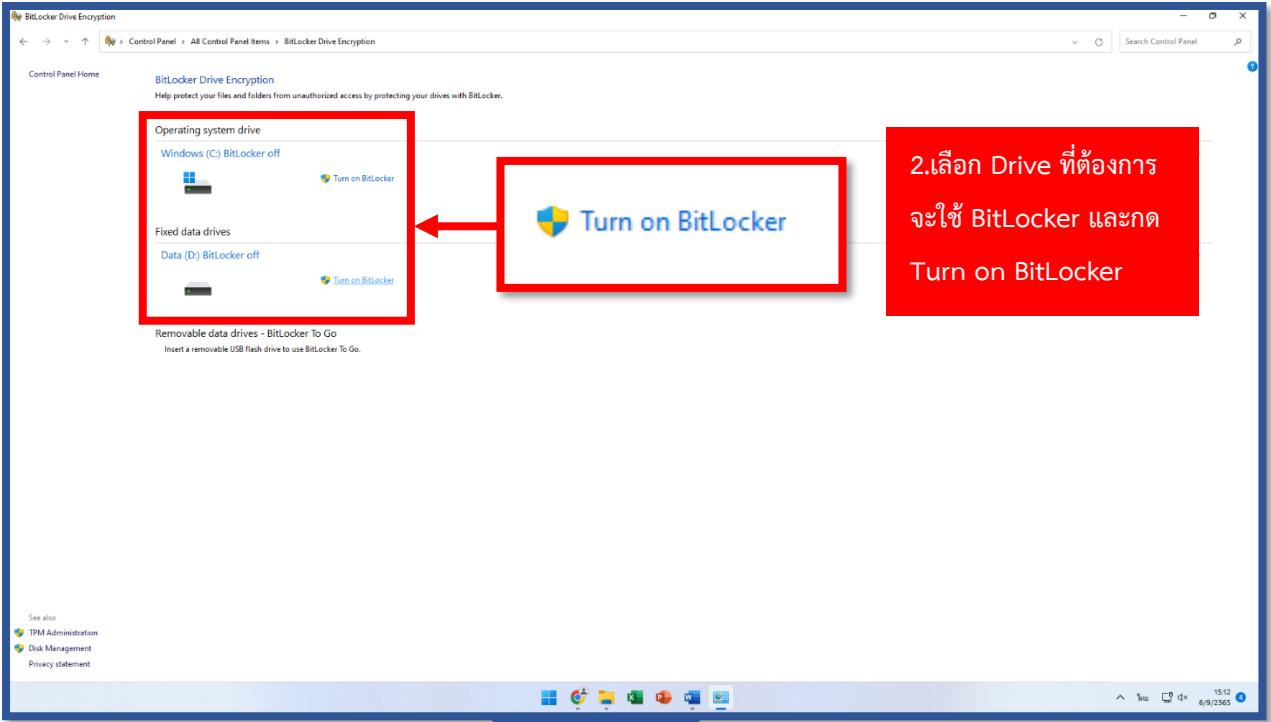 BitLocker Drive Encryption
Control Panel > All Control Panel Items > BitLocker Drive Encryption
Search Control Panel
Control Panel Home
BitLocker Drive Encryption
Help protect your files and folders from unauthorized access by protecting your drives with BitLocker.
Operating system drive
Windows (C:) BitLocker off
Turn on BitLocker
Fixed data drives
Data (D:) BitLocker off
Turn on BitLocker
Removable data drives - BitLocker To Go
Insert a removable USB flash drive to use BitLocker To Go.
Turn on BitLocker
2.เลือก Drive ที่ต้องการ
จะใช้ BitLocker และกด
Turn on BitLocker
See also
TPM Administration
Disk Management
Privacy statement
ไทย
15:12
6/9/2565
4